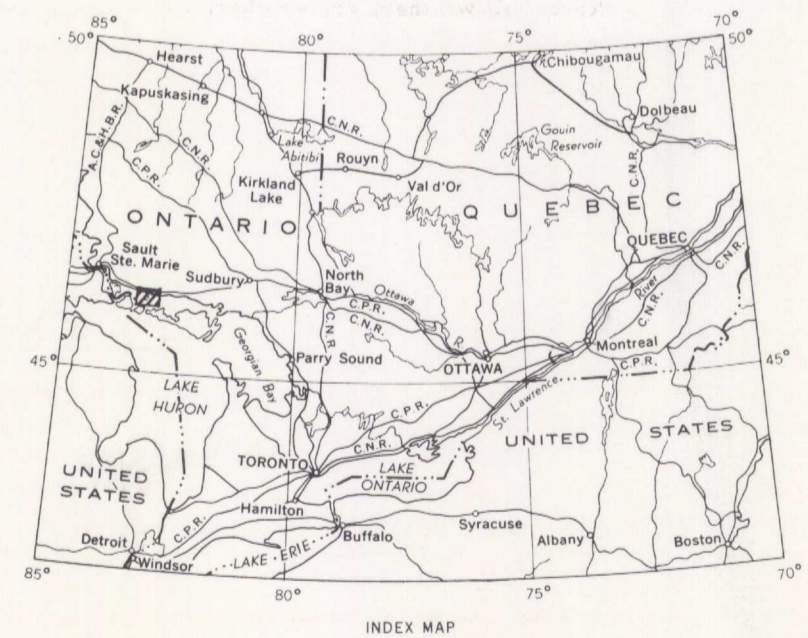 85°
80°
75°
70°
50°
50°
Hearst
Chibougamau
Kapuskasing
Dolbeau
A.C.&H.B.R.
C.N.R.
C.N.R.
Lake
Abitibi
Gouin
Reservoir
C.P.R.
Rouyn
C.N.R.
Kirkland
Lake
Val d'Or
ONTARIO
QUEBEC
QUEBEC
Sault
Ste. Marie
C.N.R.
Sudbury
North
Bay
Ottawa
River
C.P.R.
C.N.R.
C.N.R.
C.N.R.
R.
Georgian Bay
Parry Sound
Montreal
45°
OTTAWA
C.P.R.
45°
LAKE
HURON
St. Lawrence
C.P.R.
C.N.R.
UNITED
STATES
TORONTO
LAKE
ONTARIO
UNITED
STATES
Hamilton
C.P.R.
Syracuse
Buffalo
Albany
Boston
Detroit
Windsor
LAKE ERIE
85°
80°
75°
70°
INDEX MAP